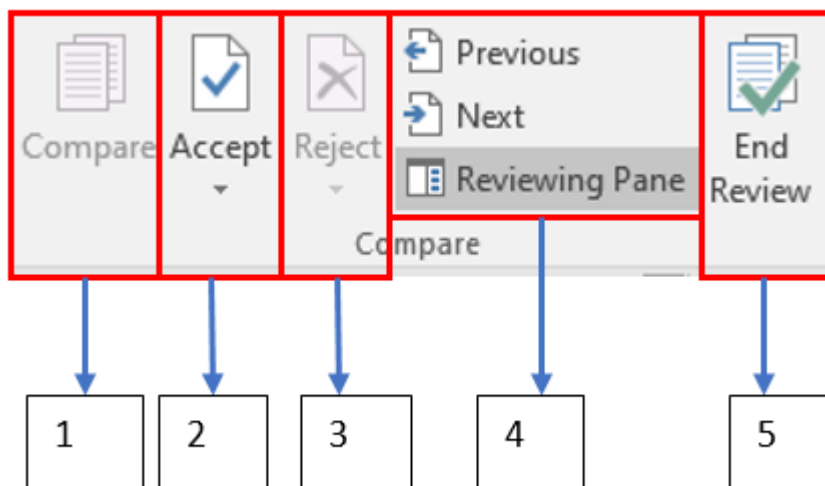 Previous
Next
Compare Accept Reject Reviewing Pane End
Review
Compare
1 2 3 4 5